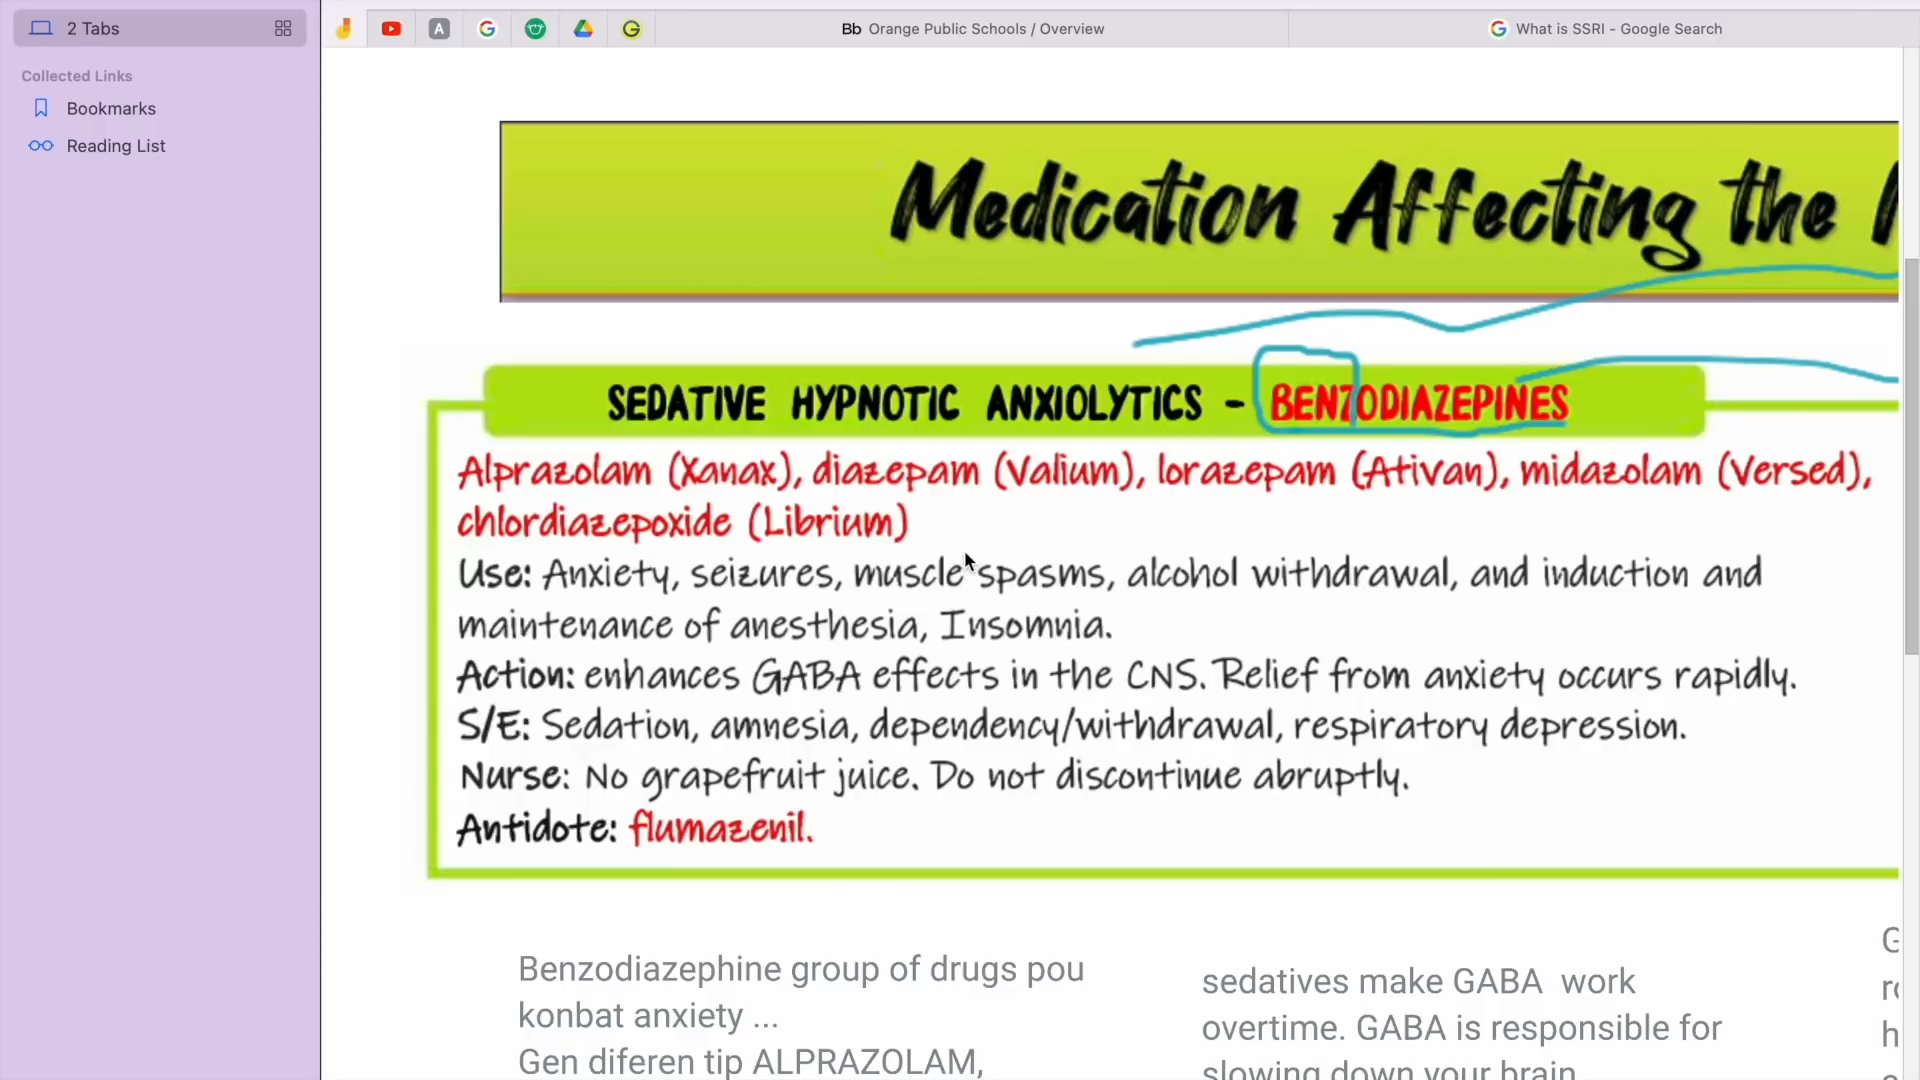 2 Tabs
Collected Links
Bookmarks
Reading List
Bb Orange Public Schools / Overview
What is SSRI - Google Search
Medication Affecting the
SEDATIVE HYPNOTIC ANXIOLYTICS - BENZODIAZEPINES
Alprazolam (Xanax), diazepam (Valium), lorazepam (Ativan), midazolam (Versed),
chlordiazepoxide (Librium)
Use: Anxiety, seizures, muscle spasms, alcohol withdrawal, and induction and
maintenance of anesthesia, Insomnia.
Action: enhances GABA effects in the CNS. Relief from anxiety occurs rapidly.
S/E: Sedation, amnesia, dependency/withdrawal, respiratory depression.
Nurse: No grapefruit juice. Do not discontinue abruptly.
Antidote: flumazenil.
Benzodiazephine group of drugs pou
konbat anxiety ...
Gen diferen tip ALPRAZOLAM,
sedatives make GABA work
overtime. GABA is responsible for
slowing down your brain